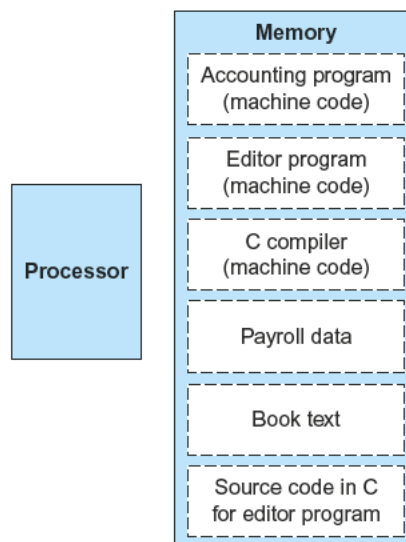 Memory
Accounting program
(machine code)
Editor program
(machine code)
C compiler
(machine code)
Processor
Payroll data
Book text
Source code in C
for editor program